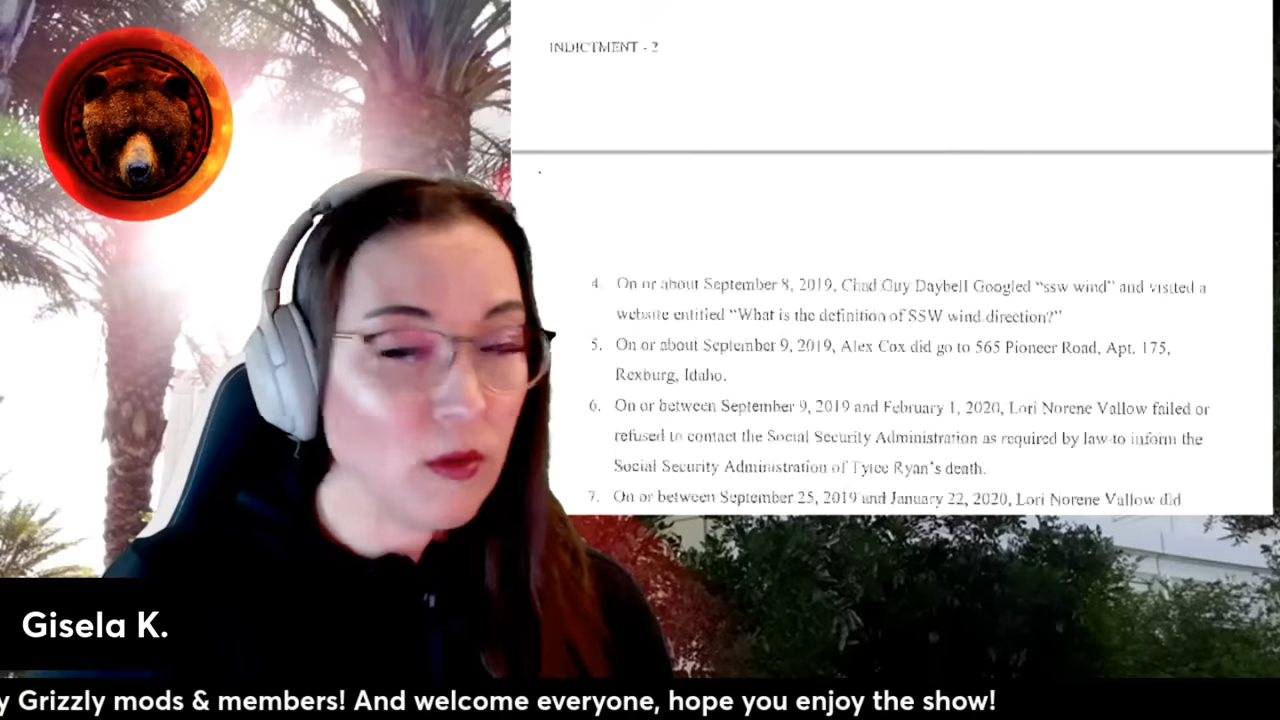 INDICTMENT - 2
4. On or about September 8, 2019, Chad Guy Daybell Googled “ssw wind” and visited a
website entitled “What is the definition of SSW wind direction?”
5. On or about September 9, 2019, Alex Cox did go to 565 Pioneer Road, Apt. 175,
Rexburg, Idaho.
6. On or between September 9, 2019 and February 1, 2020, Lori Norene Vallow failed or
refused to contact the Social Security Administration as required by law to inform the
Social Security Administration of Tylee Ryan’s death.
7. On or between September 25, 2019 and January 22, 2020, Lori Norene Vallow did
Gisela K.
y Grizzly mods & members! And welcome everyone, hope you enjoy the show!